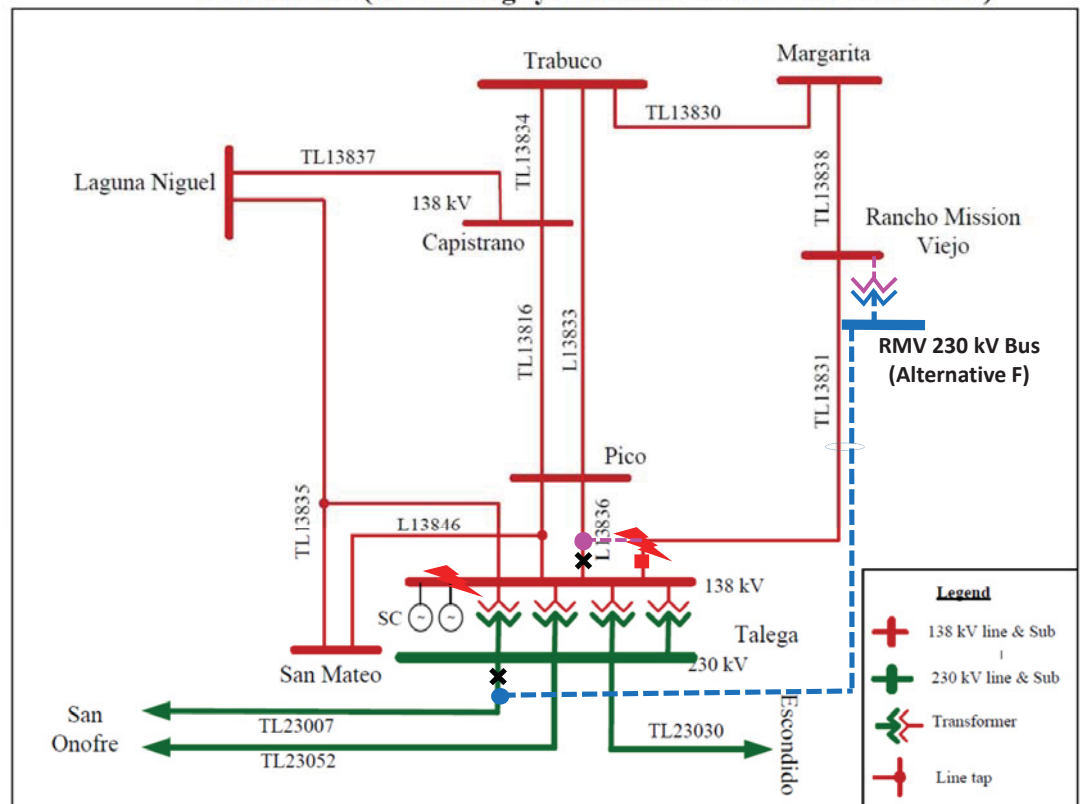 Trabuco
Margarita
TL13830
TL13834
TL13837
Laguna Niguel
138 kV
Capistrano
TL13838
Rancho Mission
Viejo
TL13816
L13833
RMV 230 kV Bus
(Alternative F)
TL13831
Pico
TL13835
L13846
L13836
138 kV
SC
~
~
Talega
230 kV
San Mateo
San
Onofre
TL23007
TL23052
TL23030
Escondido
Legend
138 kV line & Sub
230 kV line & Sub
Transformer
Line tap